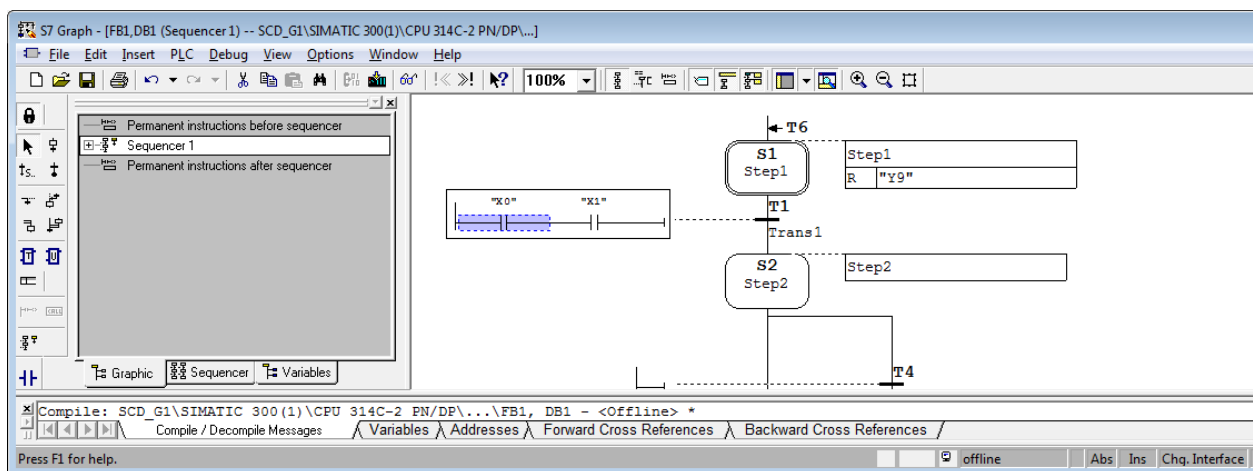 S7 Graph - [FB1,DB1 (Sequencer 1) -- SCD_G1\SIMATIC 300(1)\CPU 314C-2 PN/DP\...]
File Edit Insert PLC Debug View Options Window Help
100%
Permanent instructions before sequencer
Sequencer 1
Permanent instructions after sequencer
Graphic Sequencer Variables
T6
S1
Step1
Step1
R "Y9"
"X0" "X1"
T1
Trans1
S2
Step2
Step2
T4
Compile: SCD_G1\SIMATIC 300(1)\CPU 314C-2 PN/DP\...\FB1, DB1 - <Offline> *
Compile / Decompile Messages Variables Addresses Forward Cross References Backward Cross References
Press F1 for help. offline Abs Ins Chg. Interface